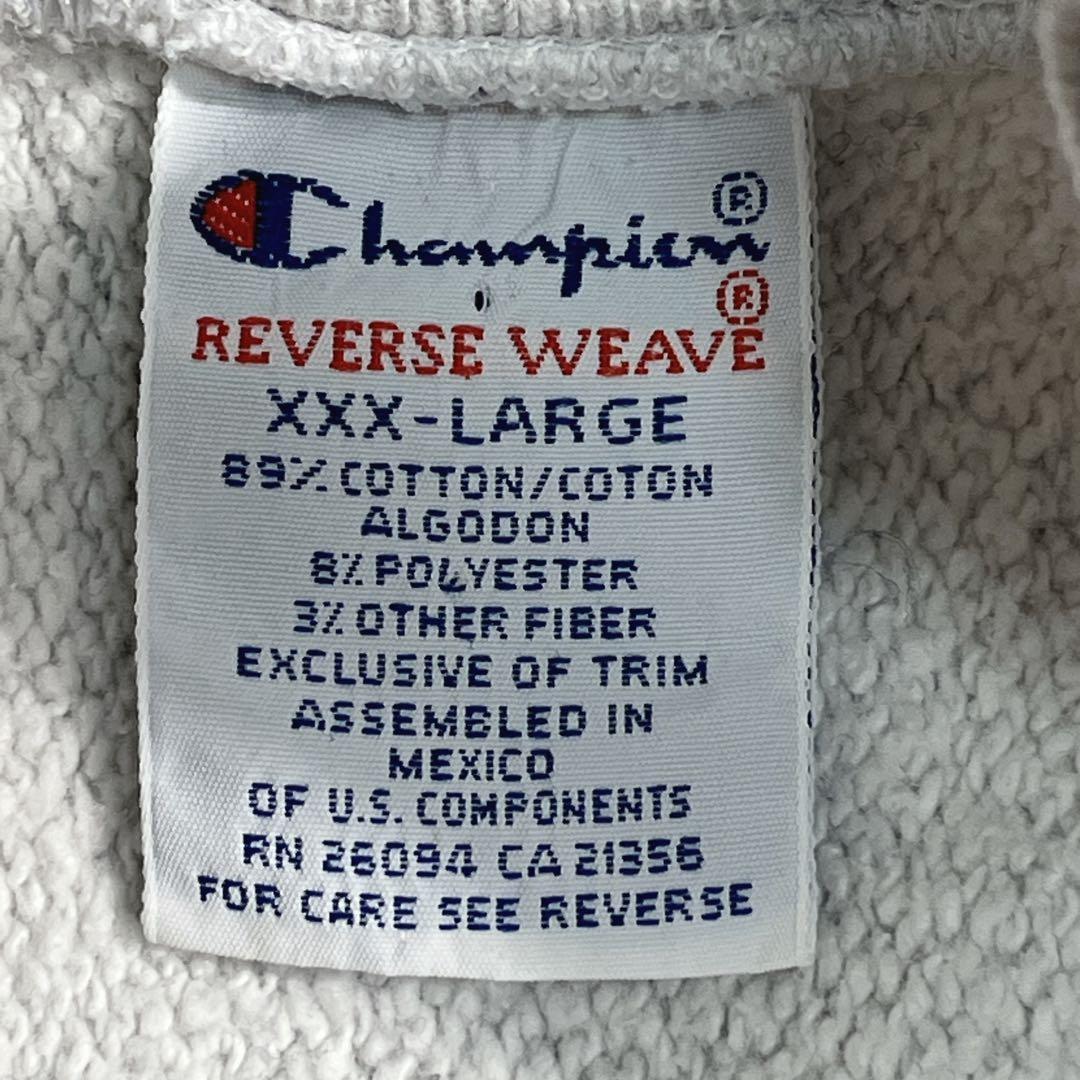 Champion®
REVERSE WEAVE®
XXX-LARGE
89% COTTON/COTON
ALGODON
8% POLYESTER
3% OTHER FIBER
EXCLUSIVE OF TRIM
ASSEMBLED IN
MEXICO
OF U.S. COMPONENTS
RN 26094 CA 21356
FOR CARE SEE REVERSE